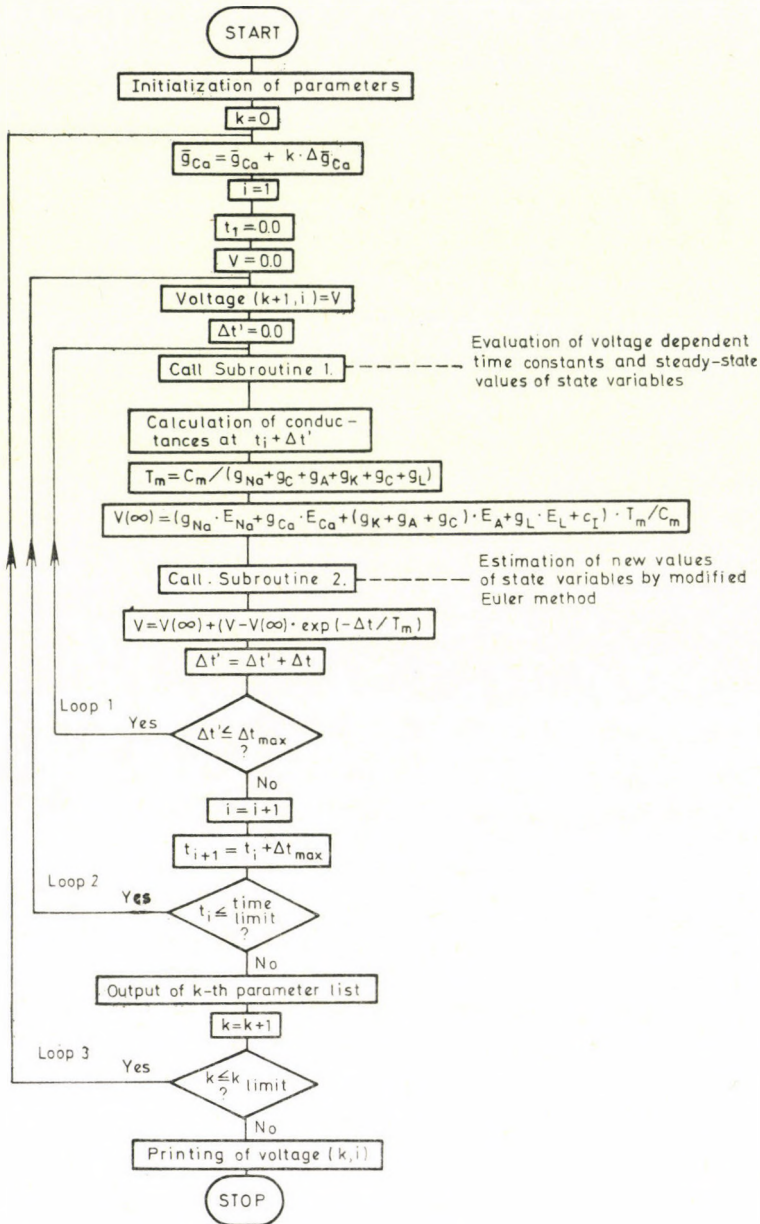 START
Initialization of parameters
k=0
g̅Ca = g̅Ca + k·Δg̅Ca
i=1
t₁=0.0
V=0.0
Voltage (k+1,i)=V
Δt'=0.0
Call Subroutine 1.
Evaluation of voltage dependent
time constants and steady-state
values of state variables
Calculation of conduc-
tances at tᵢ+Δt'
Tm=Cm/(gNa+gC+gA+gK+gC+gL)
V(∞)=(gNa·ENa+gCa·ECa+(gK+gA+gC)·EA+gL·EL+cI)·Tm/Cm
Call. Subroutine 2.
Estimation of new values
of state variables by modified
Euler method
V=V(∞)+(V-V(∞)·exp(-Δt/Tm)
Δt'=Δt'+Δt
Loop 1
Yes
Δt'≦Δtmax
?
No
i=i+1
tᵢ₊₁=tᵢ+Δtmax
Loop 2
Yes
tᵢ≦time
limit
?
No
Output of k-th parameter list
k=k+1
Loop 3
Yes
k≦k limit
?
No
Printing of voltage (k,i)
STOP